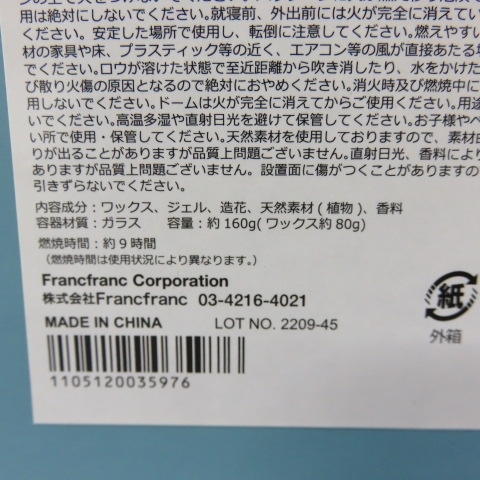 用は絶対にしないでください。就寝前、外出前には火が完全に消えてい
ください。安定した場所で使用し、転倒に注意してください。燃えやすい
材の家具や床、プラスティック等の近く、エアコン等の風が直接あたる場
でください。ロウが溶けた状態で至近距離から吹き消したり、水をかけた
び散り火傷の原因となるので絶対におやめください。消火時及び燃焼中に
用しないでください。ドームは火が完全に消えてからご使用ください。用途
いでください。高温多湿や直射日光を避けて保管してください。お子様やペ
い所で使用・保管してください。天然素材を使用しておりますので、素材由
りが出ることがありますが品質上問題ございません。直射日光、香料により
がありますが品質上問題ございません。設置面に傷がつくことがあります
引きずらないでください。
内容成分：ワックス、ジェル、造花、天然素材(植物)、香料
容器材質：ガラス　容量：約160g(ワックス約80g)
燃焼時間：約９時間
(燃焼時間は使用状況により異なります。)
Francfranc Corporation
株式会社Francfranc 03-4216-4021
MADE IN CHINA LOT NO. 2209-45
1105120035976
紙
外箱